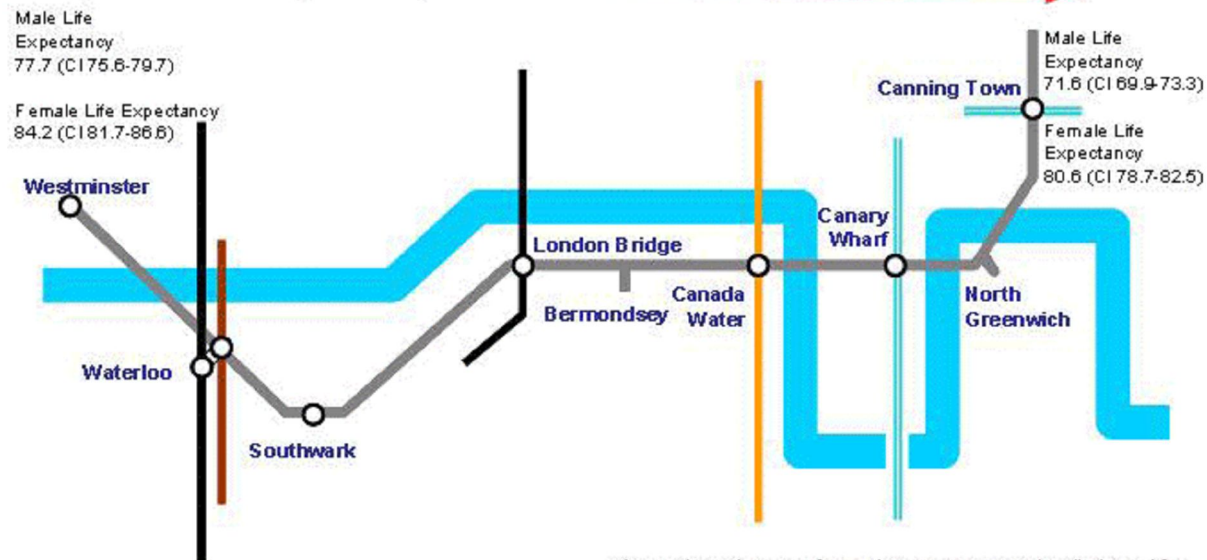 Male Life
Expectancy
77.7 (CI 75.6-79.7)
Female Life Expectancy
84.2 (CI 81.7-86.6)
Westminster
Waterloo
Southwark
London Bridge
Bermondsey
Canada
Water
Canary
Wharf
North
Greenwich
Canning Town
Male Life
Expectancy
71.6 (CI 69.9-73.3)
Female Life
Expectancy
80.6 (CI 78.7-82.5)